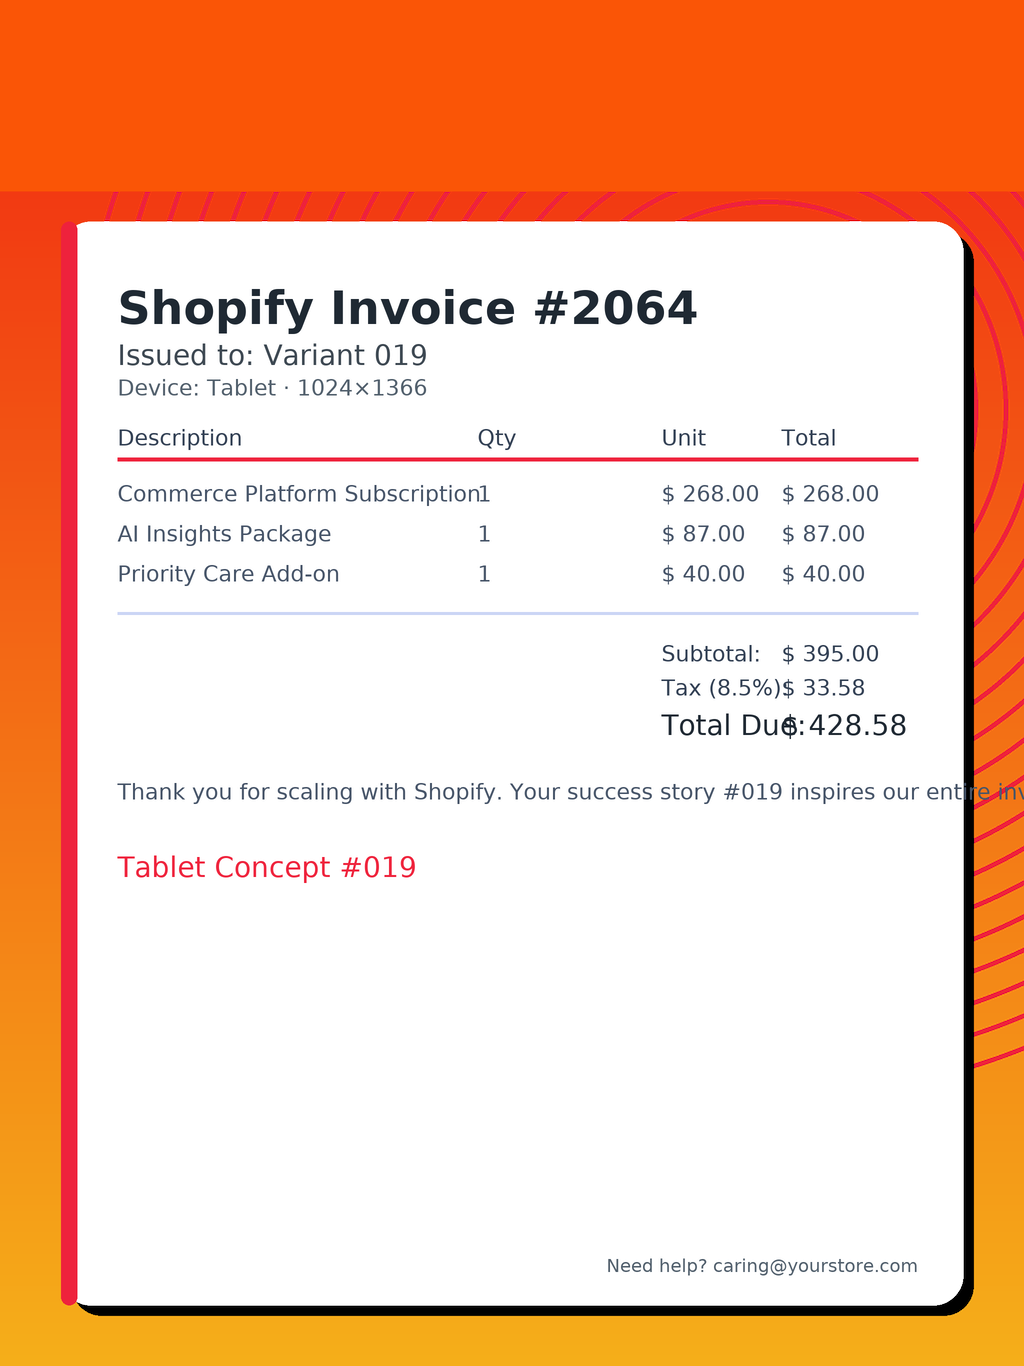 Shopify Invoice #2064
Issued to: Variant 019
Device: Tablet · 1024×1366
Description Qty Unit Total
Commerce Platform Subscription 1 $ 268.00 $ 268.00
AI Insights Package 1 $ 87.00 $ 87.00
Priority Care Add-on 1 $ 40.00 $ 40.00
Subtotal: $ 395.00
Tax (8.5%): $ 33.58
Total Due: $ 428.58
Thank you for scaling with Shopify. Your success story #019 inspires our entire
Tablet Concept #019
Need help? caring@yourstore.com